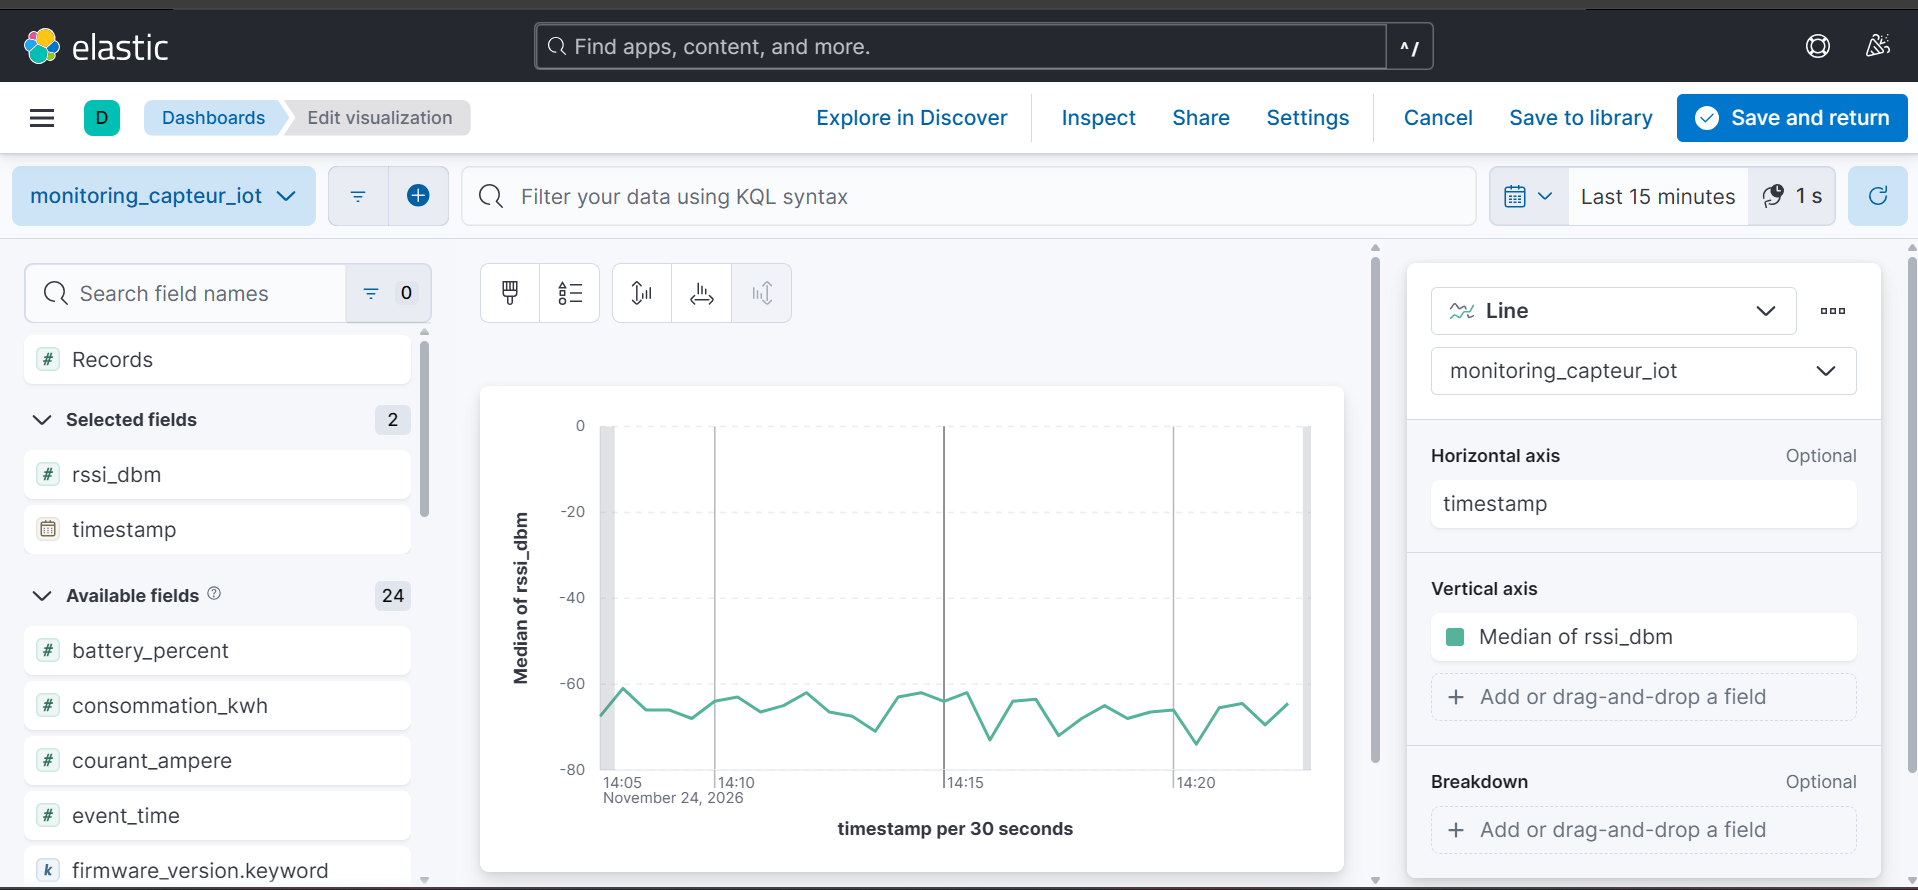 elastic
Find apps, content, and more.
^/
D
Dashboards
Edit visualization
Explore in Discover
Inspect
Share
Settings
Cancel
Save to library
Save and return
monitoring_capteur_iot
Filter your data using KQL syntax
Last 15 minutes
1 s
Search field names
0
# Records
Selected fields
2
# rssi_dbm
timestamp
Available fields
24
# battery_percent
# consommation_kwh
# courant_ampere
# event_time
k firmware_version.keyword
Median of rssi_dbm
0
-20
-40
-60
-80
14:05
14:10
14:15
14:20
November 24, 2026
timestamp per 30 seconds
Line
monitoring_capteur_iot
Horizontal axis
Optional
timestamp
Vertical axis
Median of rssi_dbm
+ Add or drag-and-drop a field
Breakdown
Optional
+ Add or drag-and-drop a field